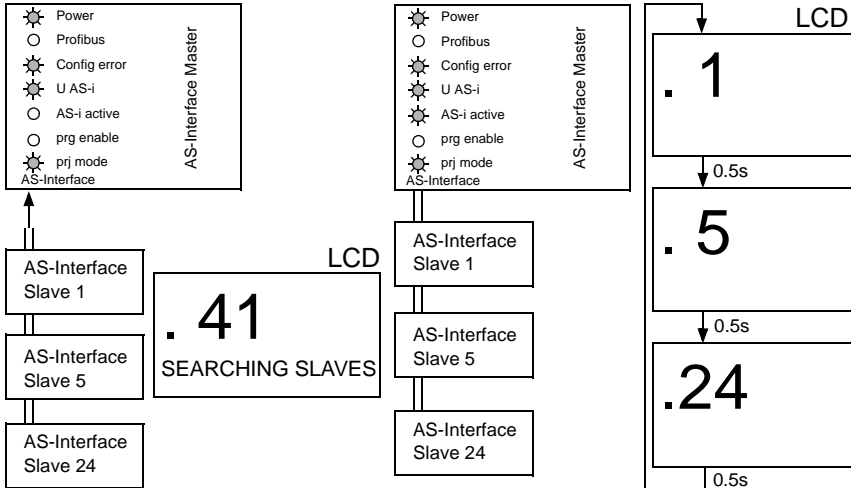 Power
Profibus
Config error
U AS-i
AS-i active
prg enable
prj mode
AS-Interface
AS-Interface Master
AS-Interface
Slave 1
AS-Interface
Slave 5
AS-Interface
Slave 24
LCD
. 41
SEARCHING SLAVES
Power
Profibus
Config error
U AS-i
AS-i active
prg enable
prj mode
AS-Interface
AS-Interface Master
AS-Interface
Slave 1
AS-Interface
Slave 5
AS-Interface
Slave 24
LCD
. 1
0.5s
. 5
0.5s
.24
0.5s